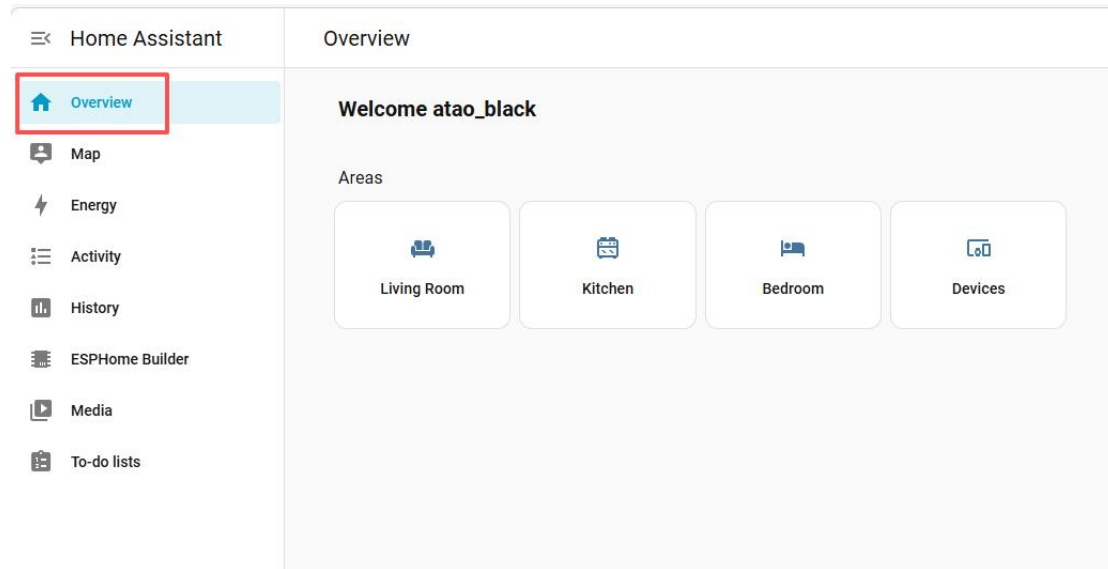 Home Assistant
Overview
Overview
Map
Energy
Activity
History
ESPHome Builder
Media
To-do lists
Welcome atao_black
Areas
Living Room
Kitchen
Bedroom
Devices